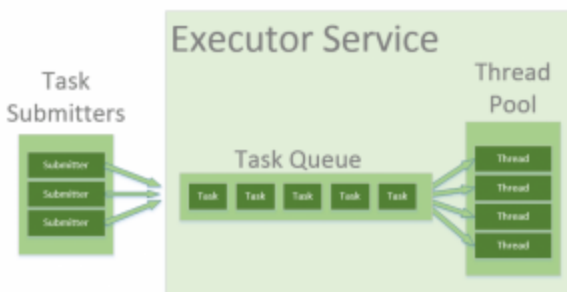 Executor Service
Task
Submitters
Submitter
Submitter
Submitter
Task Queue
Task Task Task Task Task
Thread
Pool
Thread
Thread
Thread
Thread